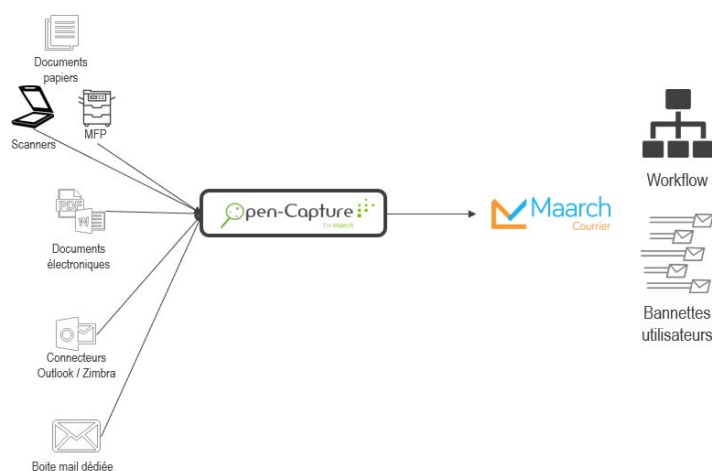 Documents
papiers
Scanners
MFP
PDF
W
Documents
électroniques
O
Connecteurs
Outlook / Zimbra
Boite mail dédiée
Open-Capture
For Maarch
Maarch
Courrier
Workflow
Bannettes
utilisateurs